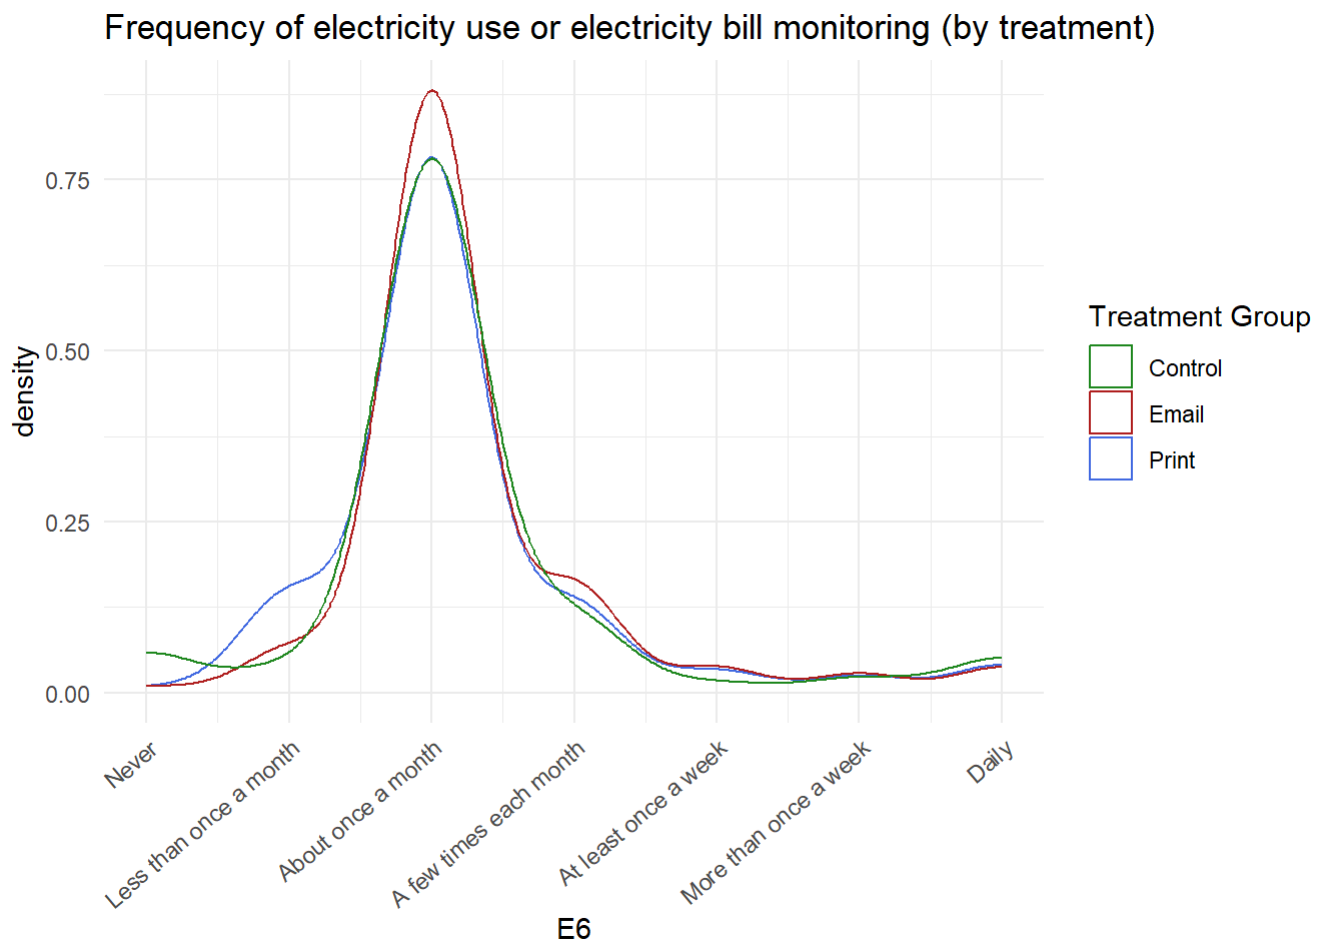 Frequency of electricity use or electricity bill monitoring (by treatment)
density
0.75
0.50
0.25
0.00
Never
Less than once a month
About once a month
A few times each month
At least once a week
More than once a week
Daily
E6
Treatment Group
Control
Email
Print